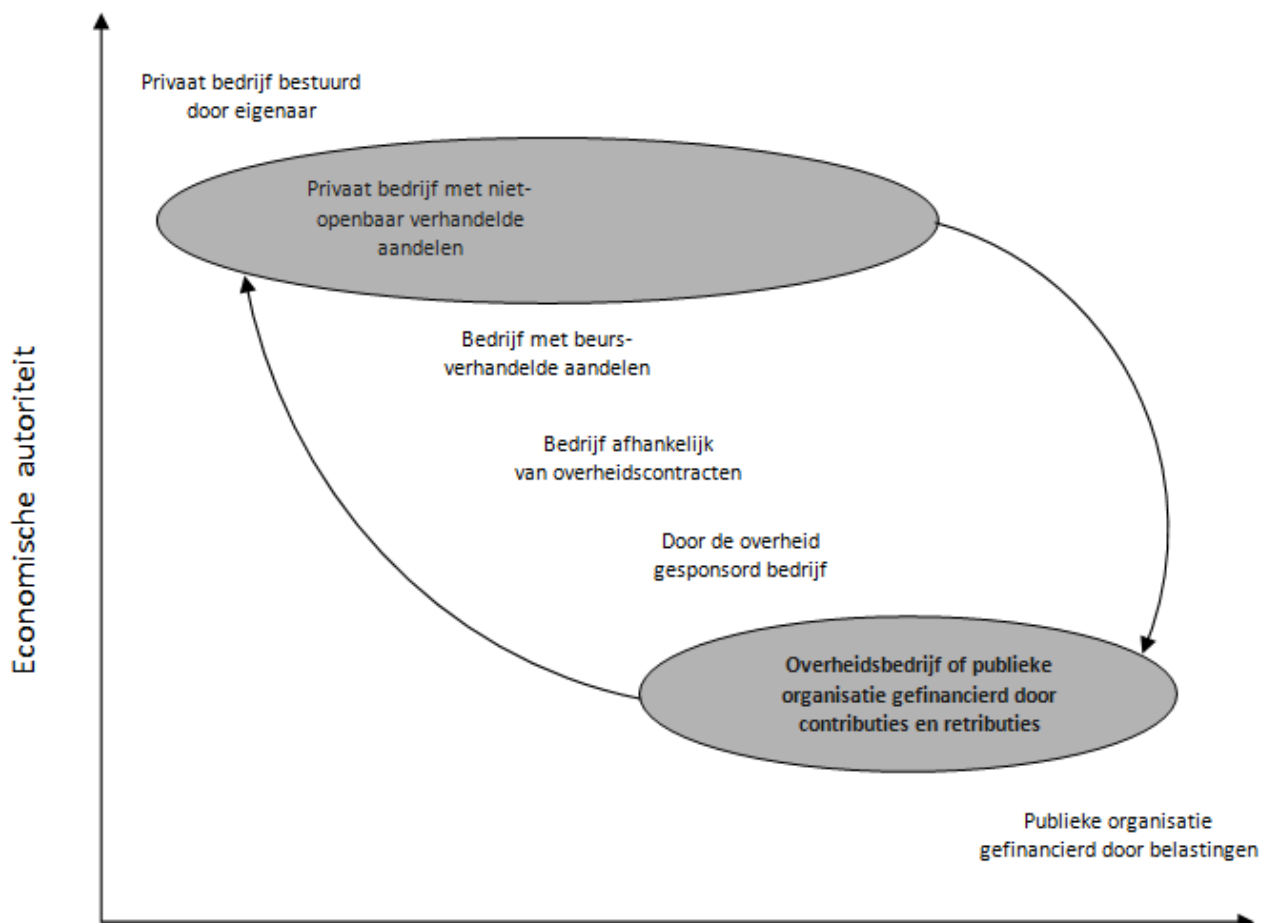 Privaat bedrijf bestuurd
door eigenaar
Privaat bedrijf met niet-
openbaar verhandelde
aandelen
Bedrijf met beurs-
verhandelde aandelen
Bedrijf afhankelijk
van overheidscontracten
Door de overheid
gesponsord bedrijf
Overheidsbedrijf of publieke
organisatie gefinancierd door
contributies en retributies
Publieke organisatie
gefinancierd door belastingen
Economische autoriteit